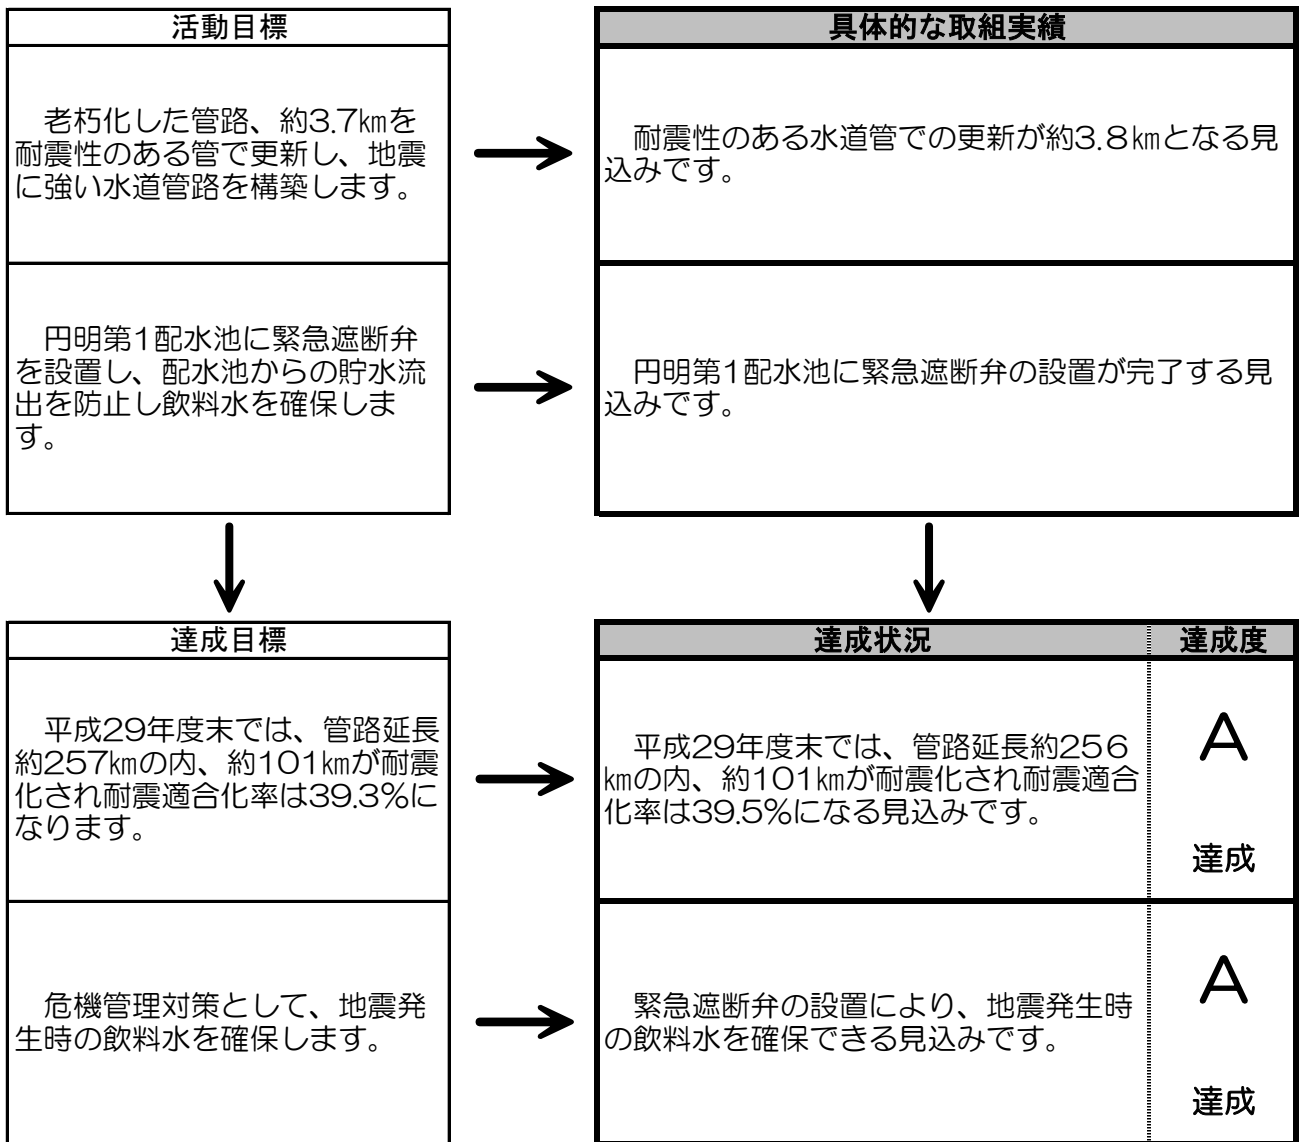 活動目標
老朽化した管路、約3.7㎞を
耐震性のある管で更新し、地震
に強い水道管路を構築します。
円明第1配水池に緊急遮断弁
を設置し、配水池からの貯水流
出を防止し飲料水を確保しま
す。
具体的な取組実績
耐震性のある水道管での更新が約3.8㎞となる見
込みです。
円明第1配水池に緊急遮断弁の設置が完了する見
込みです。
達成目標
平成29年度末では、管路延長
約257㎞の内、約101㎞が耐震
化され耐震適合化率は39.3%に
なります。
危機管理対策として、地震発
生時の飲料水を確保します。
達成状況
達成度
平成29年度末では、管路延長約256
㎞の内、約101㎞が耐震化され耐震適合
化率は39.5%になる見込みです。
A
達成
緊急遮断弁の設置により、地震発生時
の飲料水を確保できる見込みです。
A
達成